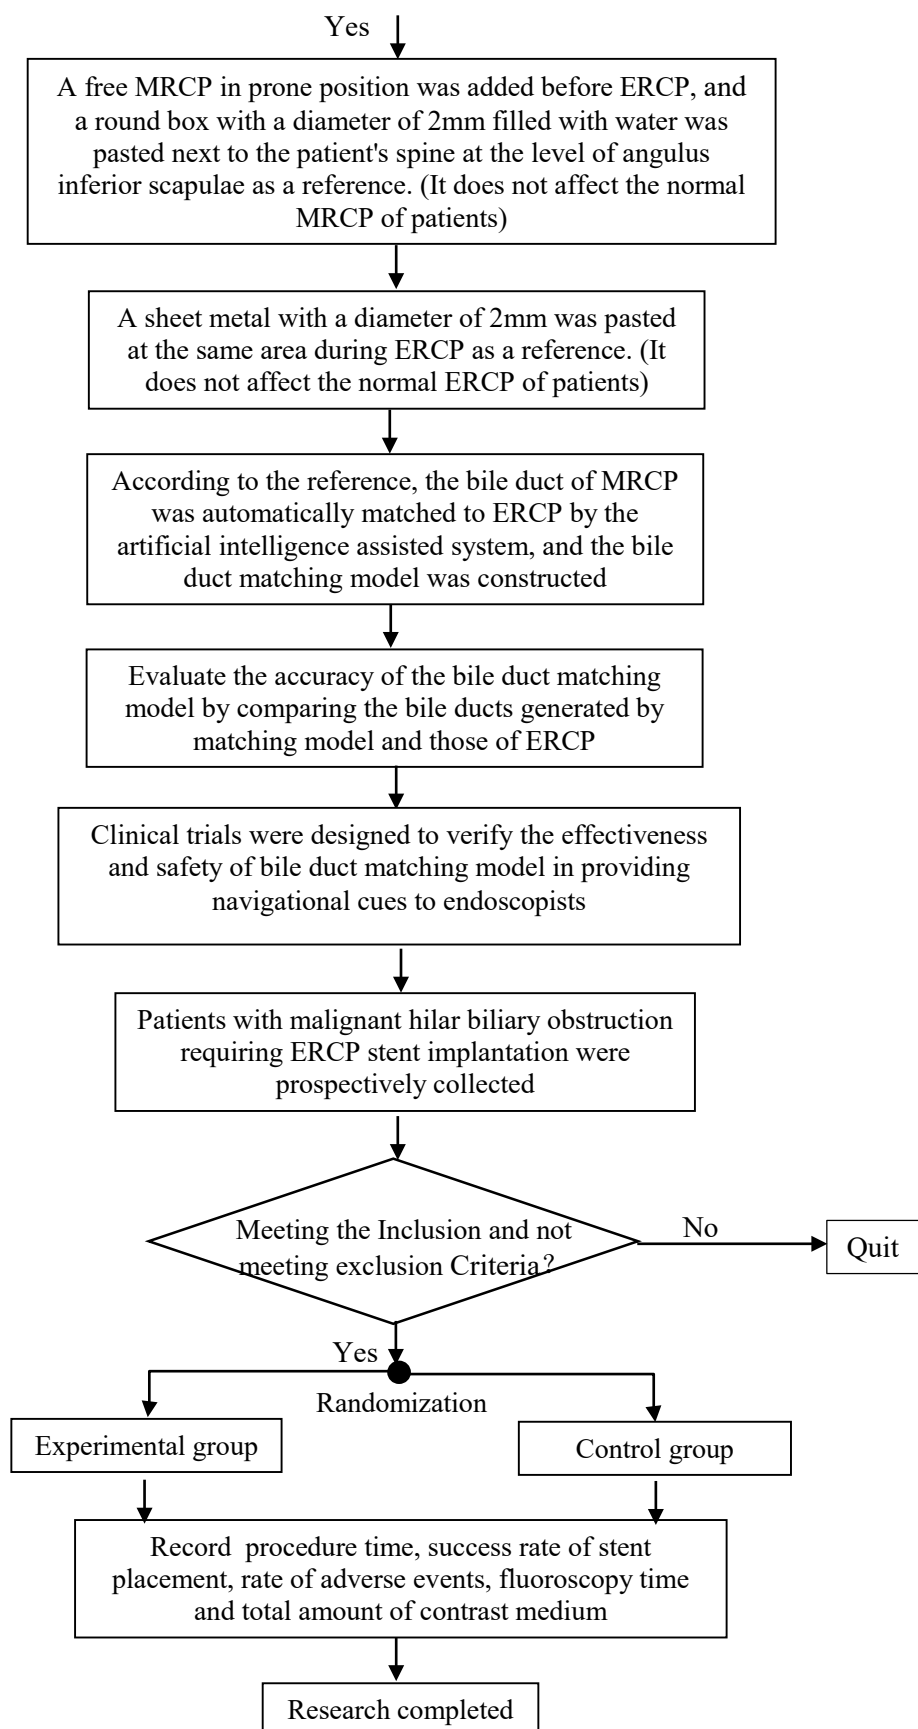 Yes
A free MRCP in prone position was added before ERCP, and
a round box with a diameter of 2mm filled with water was
pasted next to the patient's spine at the level of angulus
inferior scapulae as a reference. (It does not affect the normal
MRCP of patients)
A sheet metal with a diameter of 2mm was pasted
at the same area during ERCP as a reference. (It
does not affect the normal ERCP of patients)
According to the reference, the bile duct of MRCP
was automatically matched to ERCP by the
artificial intelligence assisted system, and the bile
duct matching model was constructed
Evaluate the accuracy of the bile duct matching
model by comparing the bile ducts generated by
matching model and those of ERCP
Clinical trials were designed to verify the effectiveness
and safety of bile duct matching model in providing
navigational cues to endoscopists
Patients with malignant hilar biliary obstruction
requiring ERCP stent implantation were
prospectively collected
Meeting the Inclusion and not
meeting exclusion Criteria?
No
Quit
Yes
Randomization
Experimental group
Control group
Record procedure time, success rate of stent
placement, rate of adverse events, fluoroscopy time
and total amount of contrast medium
Research completed